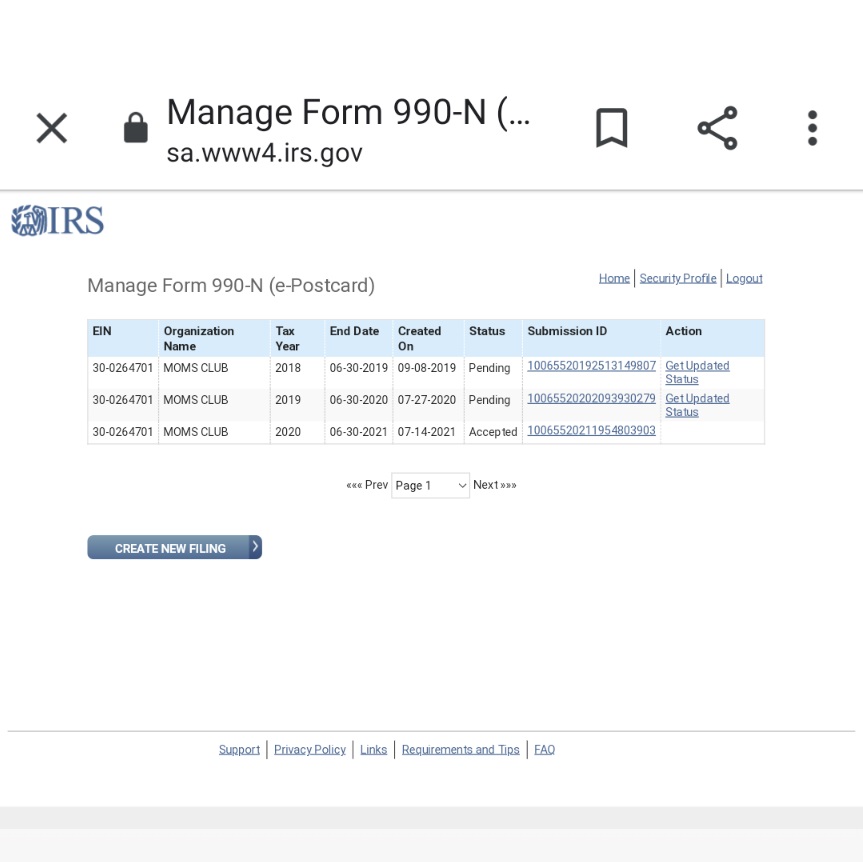 Manage Form 990-N (...
sa.www4.irs.gov
IRS
Home Security Profile Logout
Manage Form 990-N (e-Postcard)
EIN Organization Name Tax Year End Date Created On Status Submission ID Action
30-0264701 MOMS CLUB 2018 06-30-2019 09-08-2019 Pending 10065520192513149807 Get Updated Status
30-0264701 MOMS CLUB 2019 06-30-2020 07-27-2020 Pending 10065520202093930279 Get Updated Status
30-0264701 MOMS CLUB 2020 06-30-2021 07-14-2021 Accepted 10065520211954803903
««« Prev Page 1 Next »»»
CREATE NEW FILING
Support Privacy Policy Links Requirements and Tips FAQ